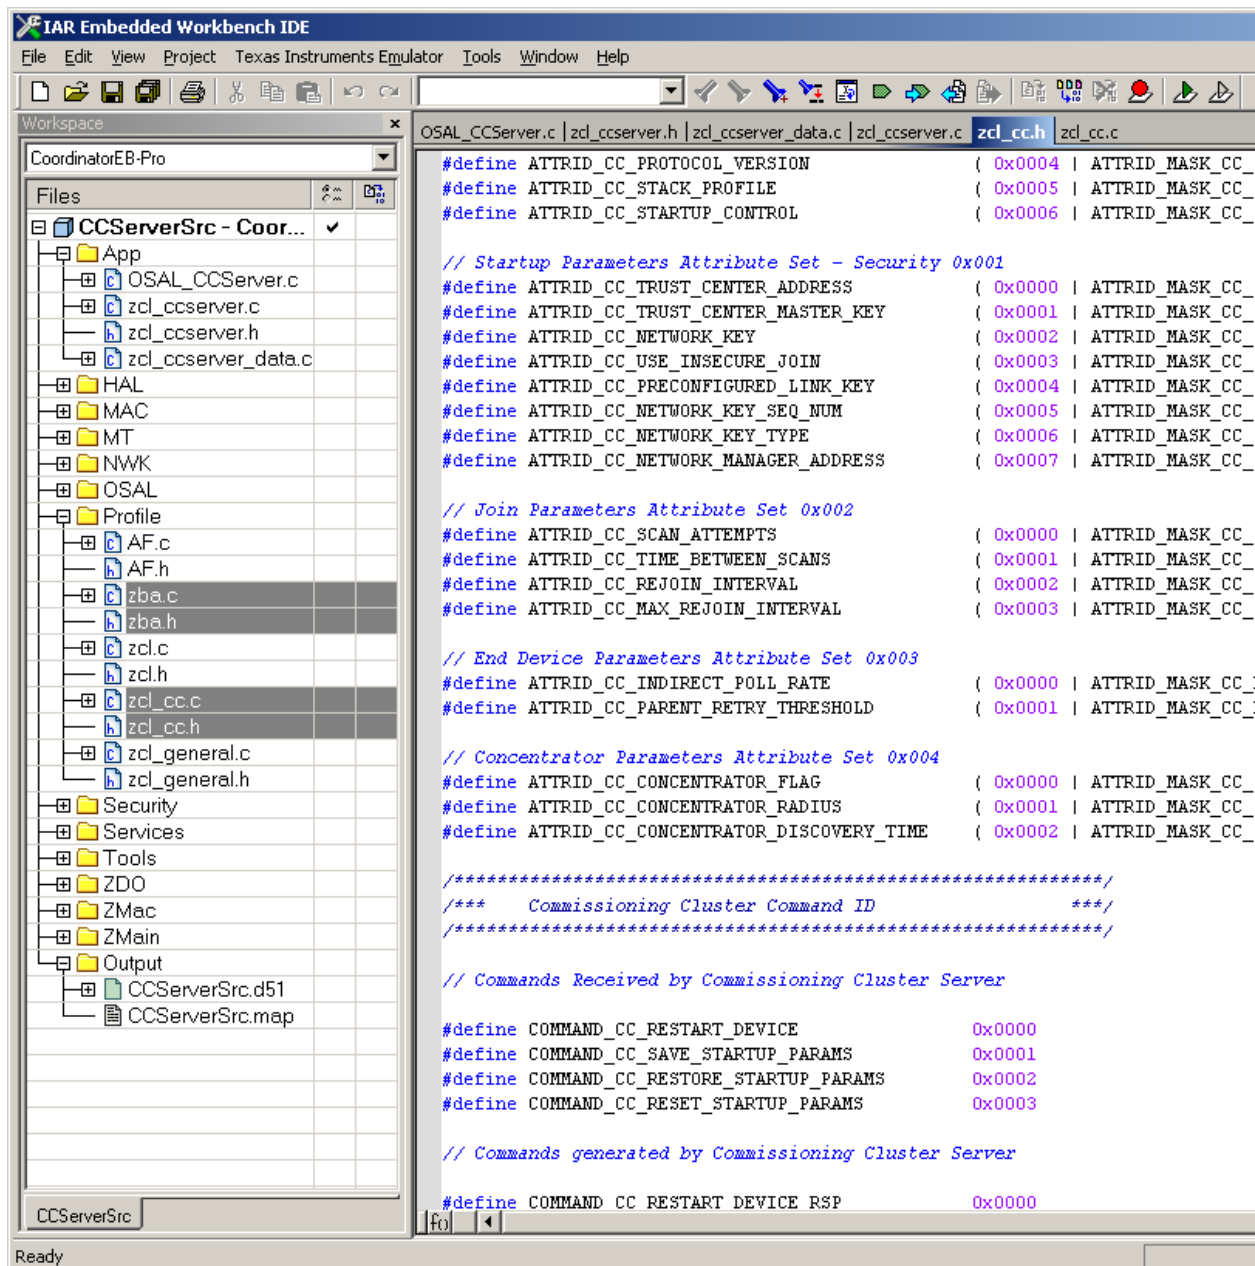 IAR Embedded Workbench IDE
File Edit View Project Texas Instruments Emulator Tools Window Help
Workspace
CoordinatorEB-Pro
Files
CCServerSrc - Coor...
App
OSAL_CCServer.c
zcl_ccserver.c
zcl_ccserver.h
zcl_ccserver_data.c
HAL
MAC
MT
NWK
OSAL
Profile
AF.c
AF.h
zba.c
zba.h
zcl.c
zcl.h
zcl_cc.c
zcl_cc.h
zcl_general.c
zcl_general.h
Security
Services
Tools
ZDO
ZMac
ZMain
Output
CCServerSrc.d51
CCServerSrc.map
CCServerSrc
OSAL_CCServer.c | zcl_ccserver.h | zcl_ccserver_data.c | zcl_ccserver.c zcl_cc.h zcl_cc.c
#define ATTRID_CC_PROTOCOL_VERSION ( 0x0004 | ATTRID_MASK_CC_
#define ATTRID_CC_STACK_PROFILE ( 0x0005 | ATTRID_MASK_CC_
#define ATTRID_CC_STARTUP_CONTROL ( 0x0006 | ATTRID_MASK_CC_
// Startup Parameters Attribute Set - Security 0x001
#define ATTRID_CC_TRUST_CENTER_ADDRESS ( 0x0000 | ATTRID_MASK_CC_
#define ATTRID_CC_TRUST_CENTER_MASTER_KEY ( 0x0001 | ATTRID_MASK_CC_
#define ATTRID_CC_NETWORK_KEY ( 0x0002 | ATTRID_MASK_CC_
#define ATTRID_CC_USE_INSECURE_JOIN ( 0x0003 | ATTRID_MASK_CC_
#define ATTRID_CC_PRECONFIGURED_LINK_KEY ( 0x0004 | ATTRID_MASK_CC_
#define ATTRID_CC_NETWORK_KEY_SEQ_NUM ( 0x0005 | ATTRID_MASK_CC_
#define ATTRID_CC_NETWORK_KEY_TYPE ( 0x0006 | ATTRID_MASK_CC_
#define ATTRID_CC_NETWORK_MANAGER_ADDRESS ( 0x0007 | ATTRID_MASK_CC_
// Join Parameters Attribute Set 0x002
#define ATTRID_CC_SCAN_ATTEMPTS ( 0x0000 | ATTRID_MASK_CC_
#define ATTRID_CC_TIME_BETWEEN_SCANS ( 0x0001 | ATTRID_MASK_CC_
#define ATTRID_CC_REJOIN_INTERVAL ( 0x0002 | ATTRID_MASK_CC_
#define ATTRID_CC_MAX_REJOIN_INTERVAL ( 0x0003 | ATTRID_MASK_CC_
// End Device Parameters Attribute Set 0x003
#define ATTRID_CC_INDIRECT_POLL_RATE ( 0x0000 | ATTRID_MASK_CC_
#define ATTRID_CC_PARENT_RETRY_THRESHOLD ( 0x0001 | ATTRID_MASK_CC_
// Concentrator Parameters Attribute Set 0x004
#define ATTRID_CC_CONCENTRATOR_FLAG ( 0x0000 | ATTRID_MASK_CC_
#define ATTRID_CC_CONCENTRATOR_RADIUS ( 0x0001 | ATTRID_MASK_CC_
#define ATTRID_CC_CONCENTRATOR_DISCOVERY_TIME ( 0x0002 | ATTRID_MASK_CC_
/************************************************************/
/*** Commissioning Cluster Command ID ***/
/************************************************************/
// Commands Received by Commissioning Cluster Server
#define COMMAND_CC_RESTART_DEVICE 0x0000
#define COMMAND_CC_SAVE_STARTUP_PARAMS 0x0001
#define COMMAND_CC_RESTORE_STARTUP_PARAMS 0x0002
#define COMMAND_CC_RESET_STARTUP_PARAMS 0x0003
// Commands generated by Commissioning Cluster Server
#define COMMAND_CC_RESTART_DEVICE_RSP 0x0000
Ready